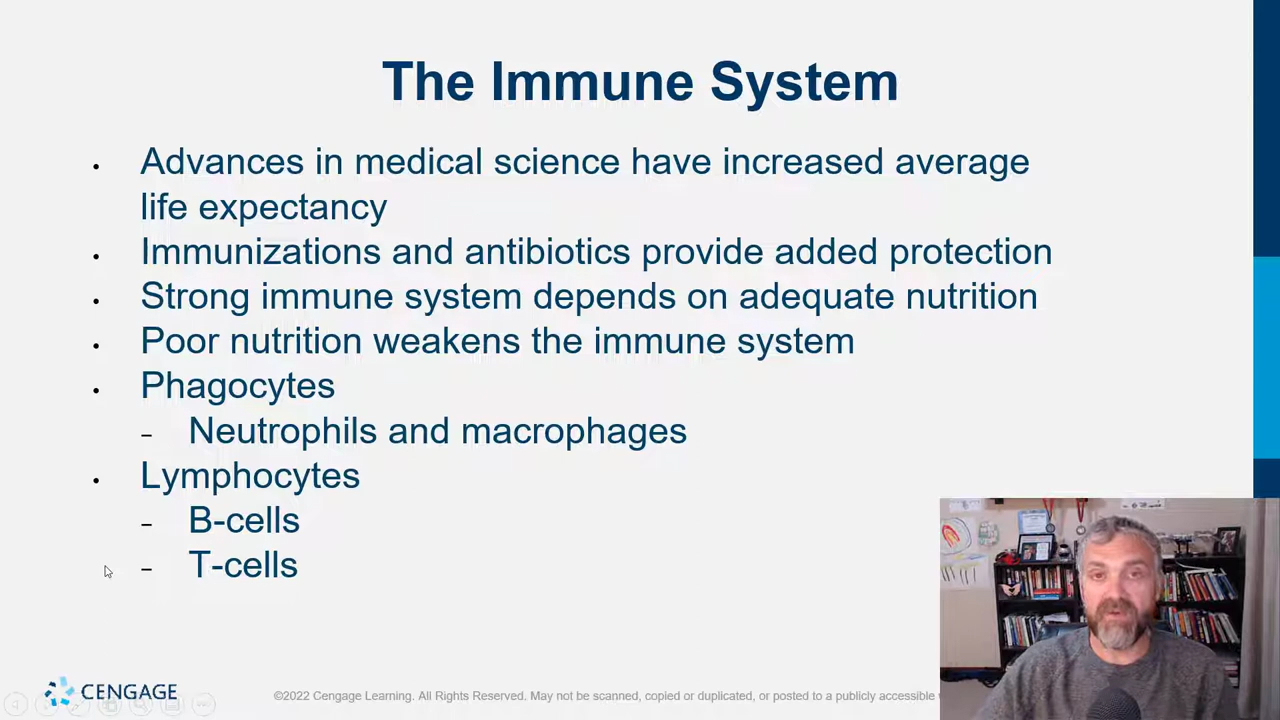 The Immune System
• Advances in medical science have increased average
life expectancy
• Immunizations and antibiotics provide added protection
• Strong immune system depends on adequate nutrition
• Poor nutrition weakens the immune system
• Phagocytes
– Neutrophils and macrophages
• Lymphocytes
– B-cells
– T-cells
CENGAGE
©2022 Cengage Learning. All Rights Reserved. May not be scanned, copied or duplicated, or posted to a publicly accessible